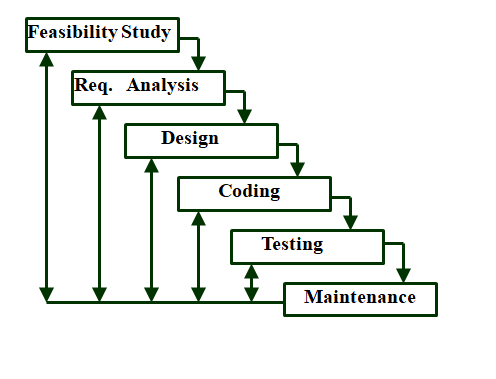 Feasibility Study
Req. Analysis
Design
Coding
Testing
Maintenance